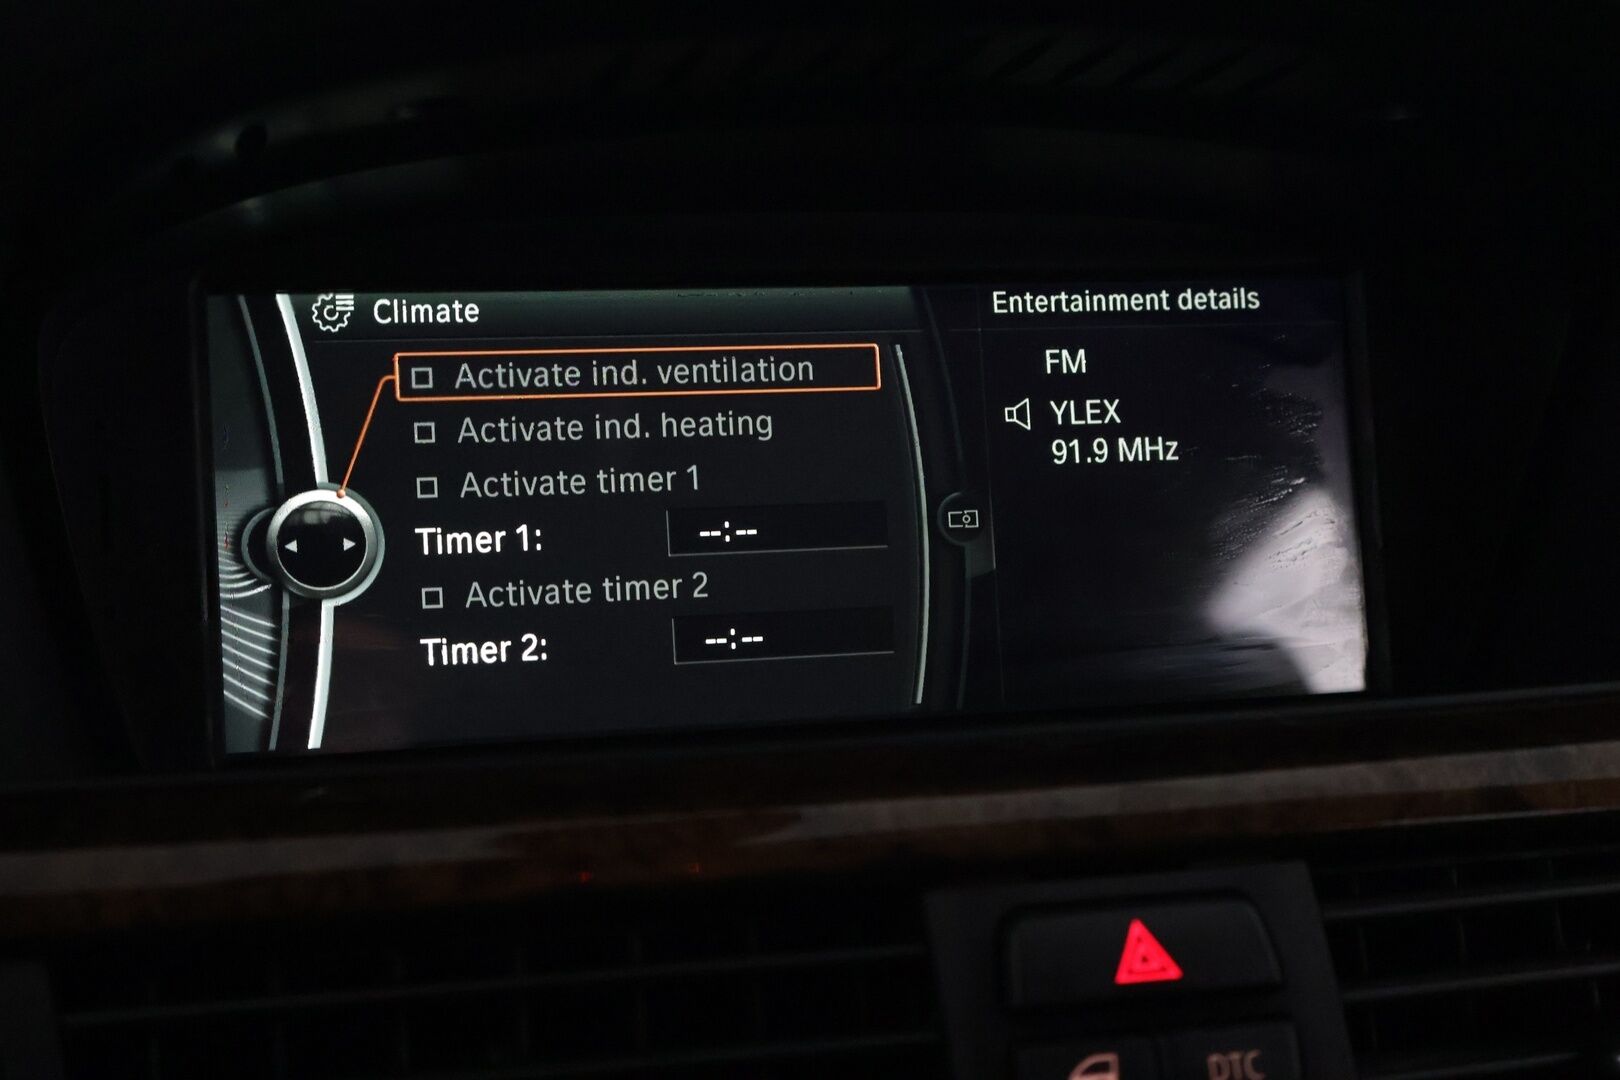 Climate
Activate ind. ventilation
Activate ind. heating
Activate timer 1
Timer 1: --:--
Activate timer 2
Timer 2: --:--
Entertainment details
FM
YLEX
91.9 MHz
DTC